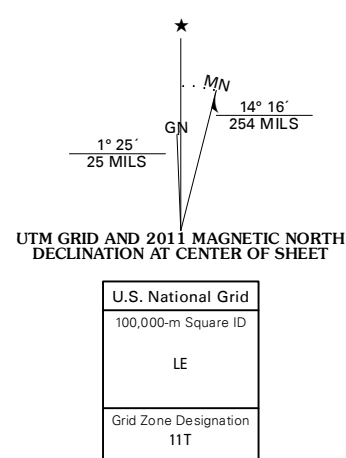 ★
MN
GN
14° 16´
254 MILS
1° 25´
25 MILS
UTM GRID AND 2011 MAGNETIC NORTH
DECLINATION AT CENTER OF SHEET
U.S. National Grid
100,000-m Square ID
LE
Grid Zone Designation
11T